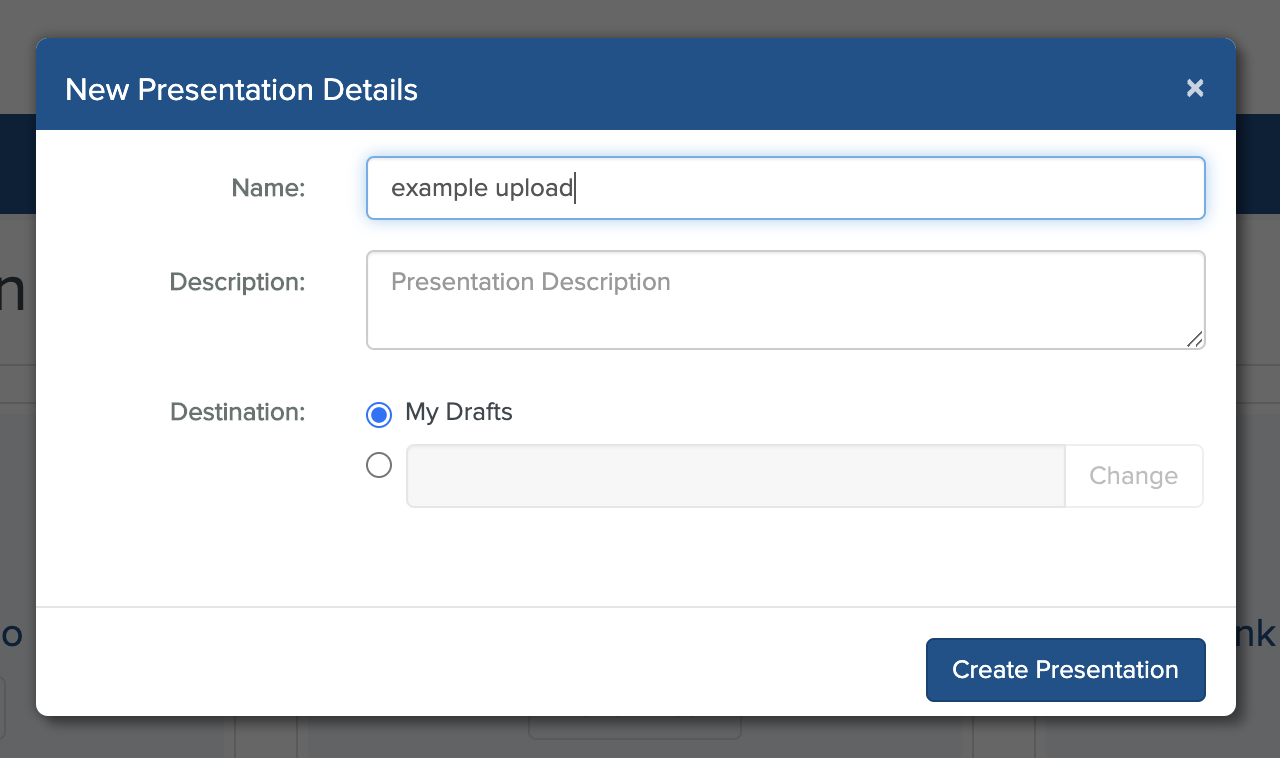 New Presentation Details ×
Name: example upload
Description: Presentation Description
Destination: My Drafts
Change
Create Presentation